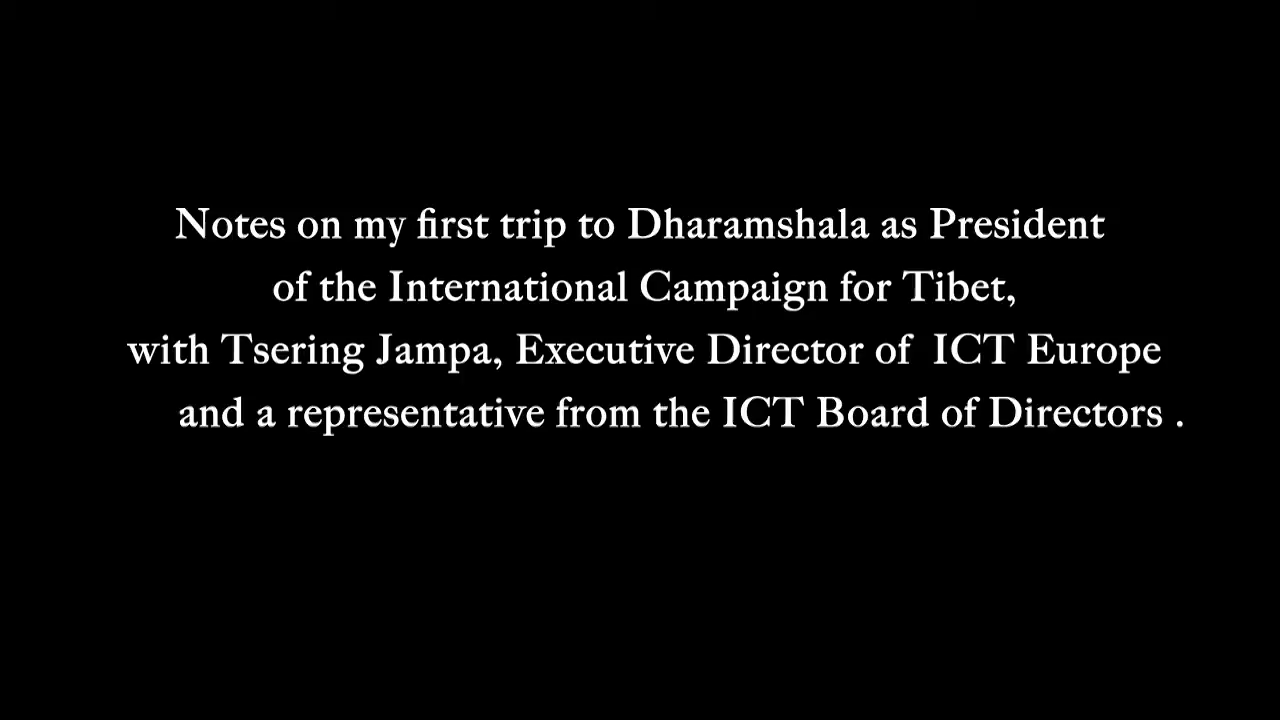 Notes on my first trip to Dharamshala as President
of the International Campaign for Tibet,
with Tsering Jampa, Executive Director of  ICT Europe
and a representative from the ICT Board of Directors .